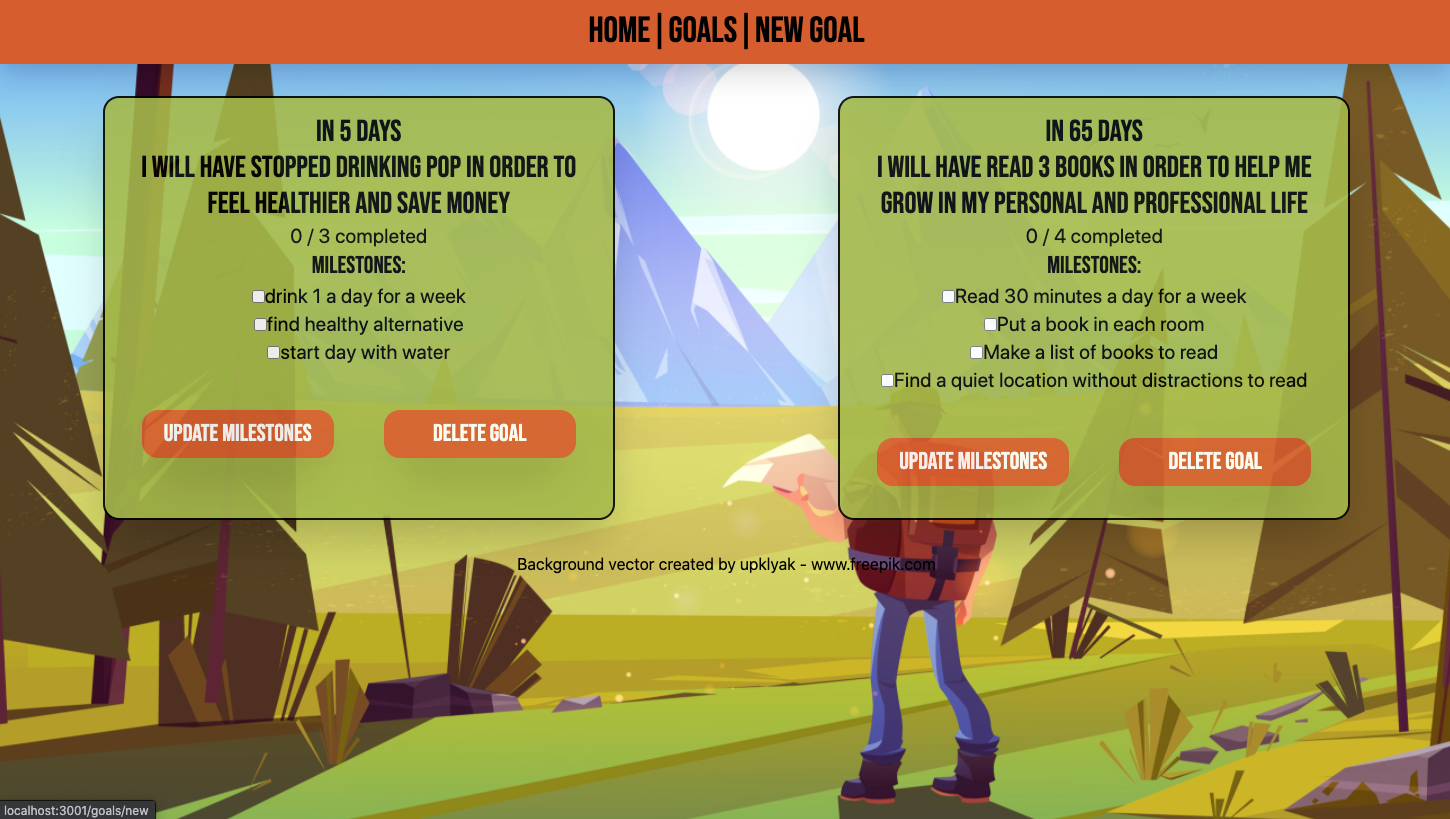 HOME | GOALS | NEW GOAL
IN 5 DAYS
I WILL HAVE STOPPED DRINKING POP IN ORDER TO
FEEL HEALTHIER AND SAVE MONEY
0 / 3 completed
MILESTONES:
drink 1 a day for a week
find healthy alternative
start day with water
UPDATE MILESTONES
DELETE GOAL
IN 65 DAYS
I WILL HAVE READ 3 BOOKS IN ORDER TO HELP ME
GROW IN MY PERSONAL AND PROFESSIONAL LIFE
0 / 4 completed
MILESTONES:
Read 30 minutes a day for a week
Put a book in each room
Make a list of books to read
Find a quiet location without distractions to read
UPDATE MILESTONES
DELETE GOAL
Background vector created by upklyak - www.freepik.com
localhost:3001/goals/new